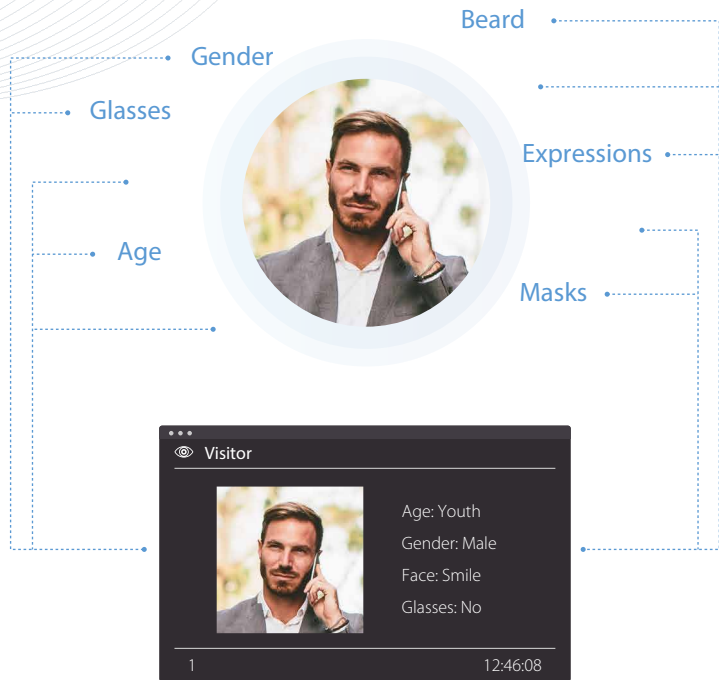 Beard
Gender
Glasses
Expressions
Age
Masks
Visitor
Age: Youth
Gender: Male
Face: Smile
Glasses: No
1
12:46:08